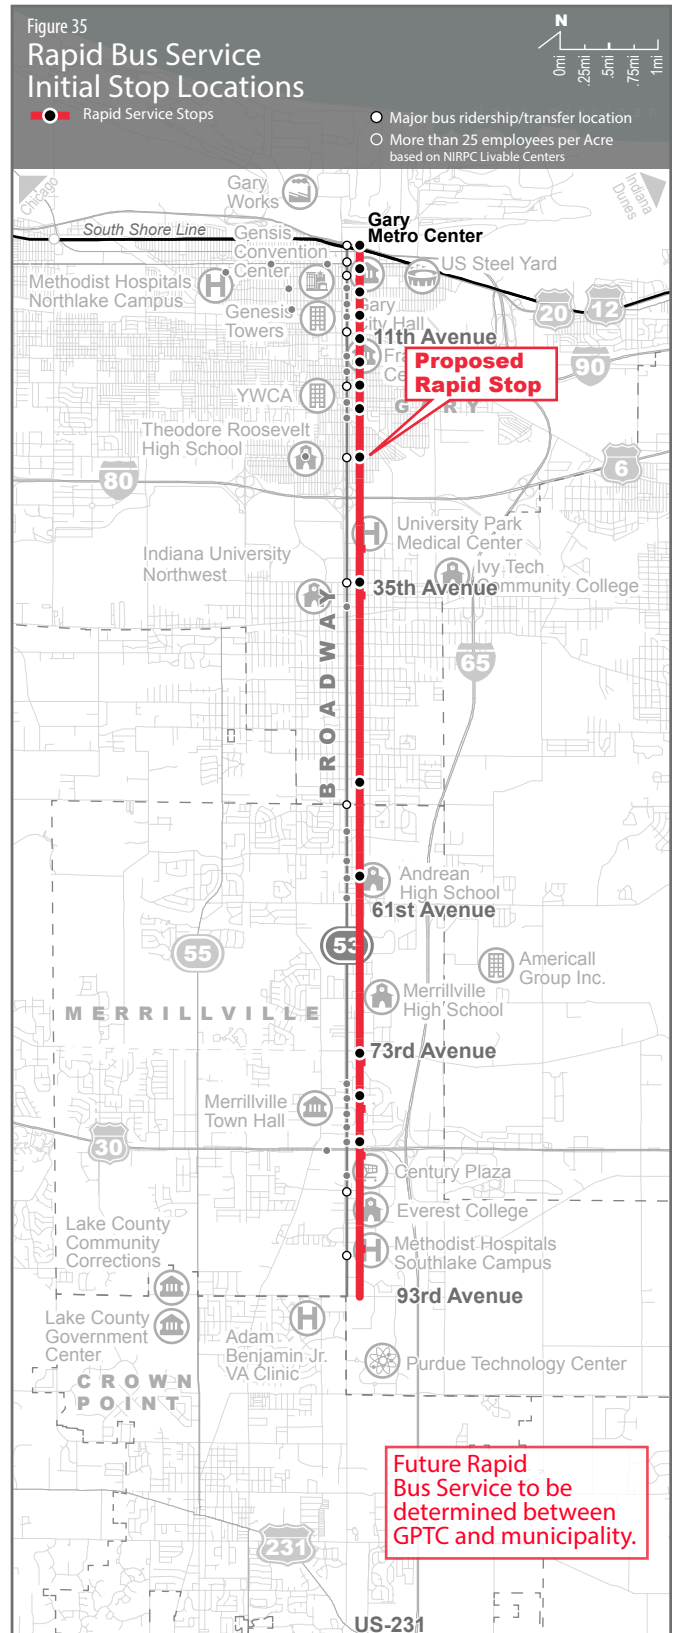 Figure 35
Rapid Bus Service
Initial Stop Locations
Rapid Service Stops
N
0mi
.25mi
.5mi
.75mi
1mi
Major bus ridership/transfer location
More than 25 employees per Acre
based on NIRPC Livable Centers
Chicago
Indiana
Dunes
Gary
Works
South Shore Line
Gary
Metro Center
Gensis
Convention
Center
US Steel Yard
Methodist Hospitals
Northlake Campus
Genesis
Towers
Gary
City Hall
20
12
11th Avenue
90
Proposed
Rapid Stop
YWCA
G RY
Theodore Roosevelt
High School
80
6
University Park
Medical Center
Indiana University
Northwest
Ivy Tech
Community College
35th Avenue
BROADWAY
65
Andrean
High School
61st Avenue
53
55
Americall
Group Inc.
Merrillville
High School
MERRILLVILLE
73rd Avenue
Merrillville
Town Hall
30
Century Plaza
Everest College
Methodist Hospitals
Southlake Campus
Lake County
Community
Corrections
93rd Avenue
Lake County
Government
Center
Adam
Benjamin Jr.
VA Clinic
Purdue Technology Center
CROWN
POINT
Future Rapid
Bus Service to be
determined between
GPTC and municipality.
231
US-231